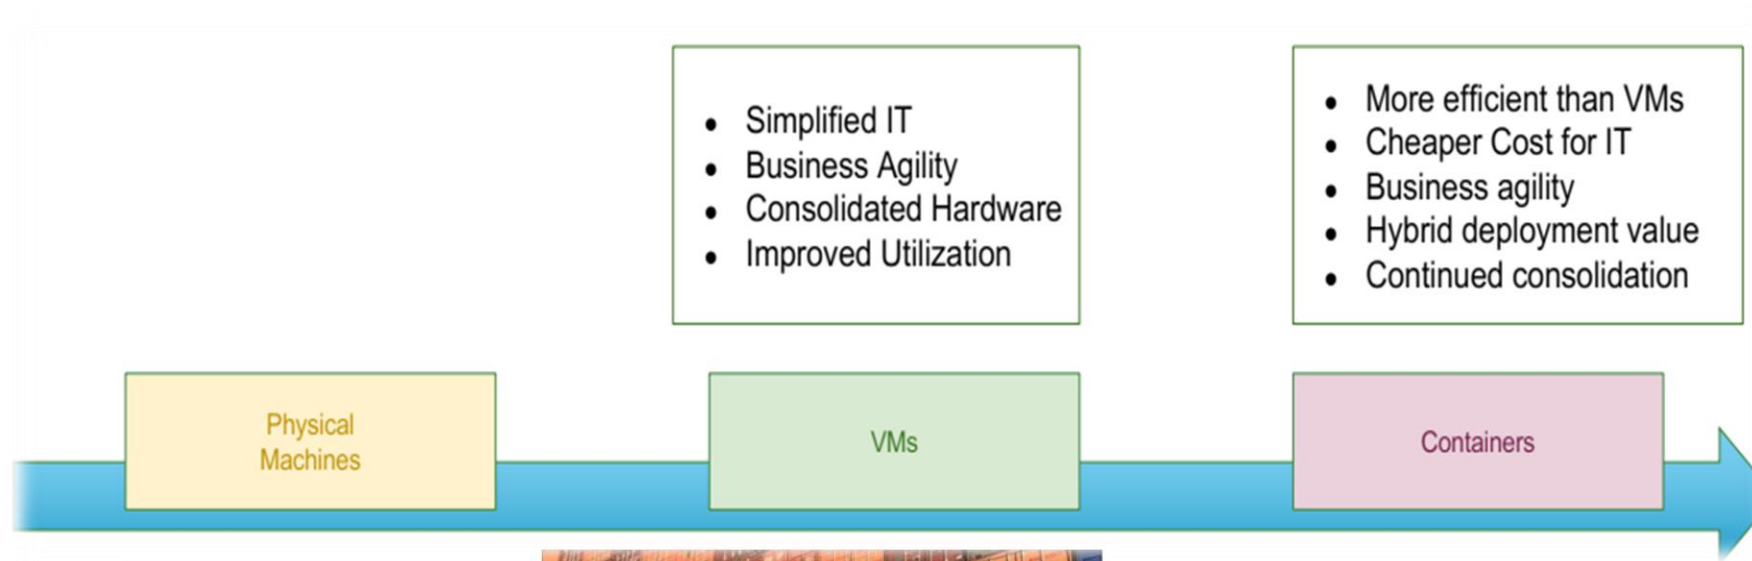 • Simplified IT
• Business Agility
• Consolidated Hardware
• Improved Utilization
• More efficient than VMs
• Cheaper Cost for IT
• Business agility
• Hybrid deployment value
• Continued consolidation
Physical
Machines
VMs
Containers